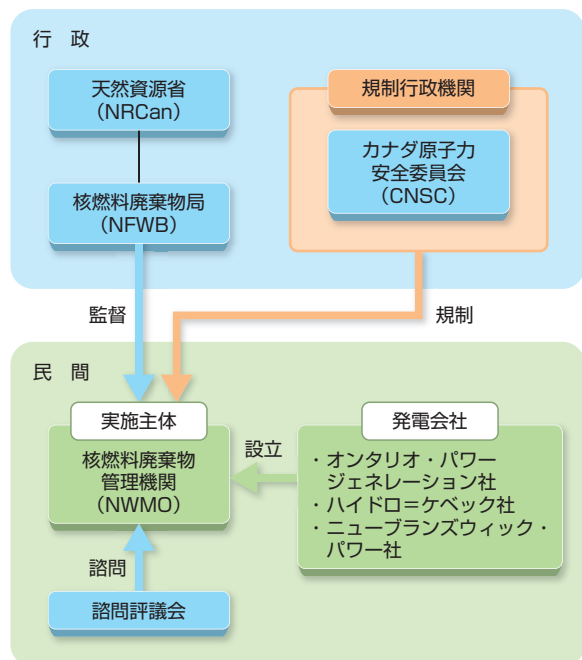 行　政
天然資源省
(NRCan)
核燃料廃棄物局
(NFWB)
規制行政機関
カナダ原子力
安全委員会
(CNSC)
監督
規制
民　間
実施主体
核燃料廃棄物
管理機関
(NWMO)
設立
発電会社
・オンタリオ・パワー
ジェネレーション社
・ハイドロ＝ケベック社
・ニューブランズウィック・
パワー社
諮問
諮問評議会